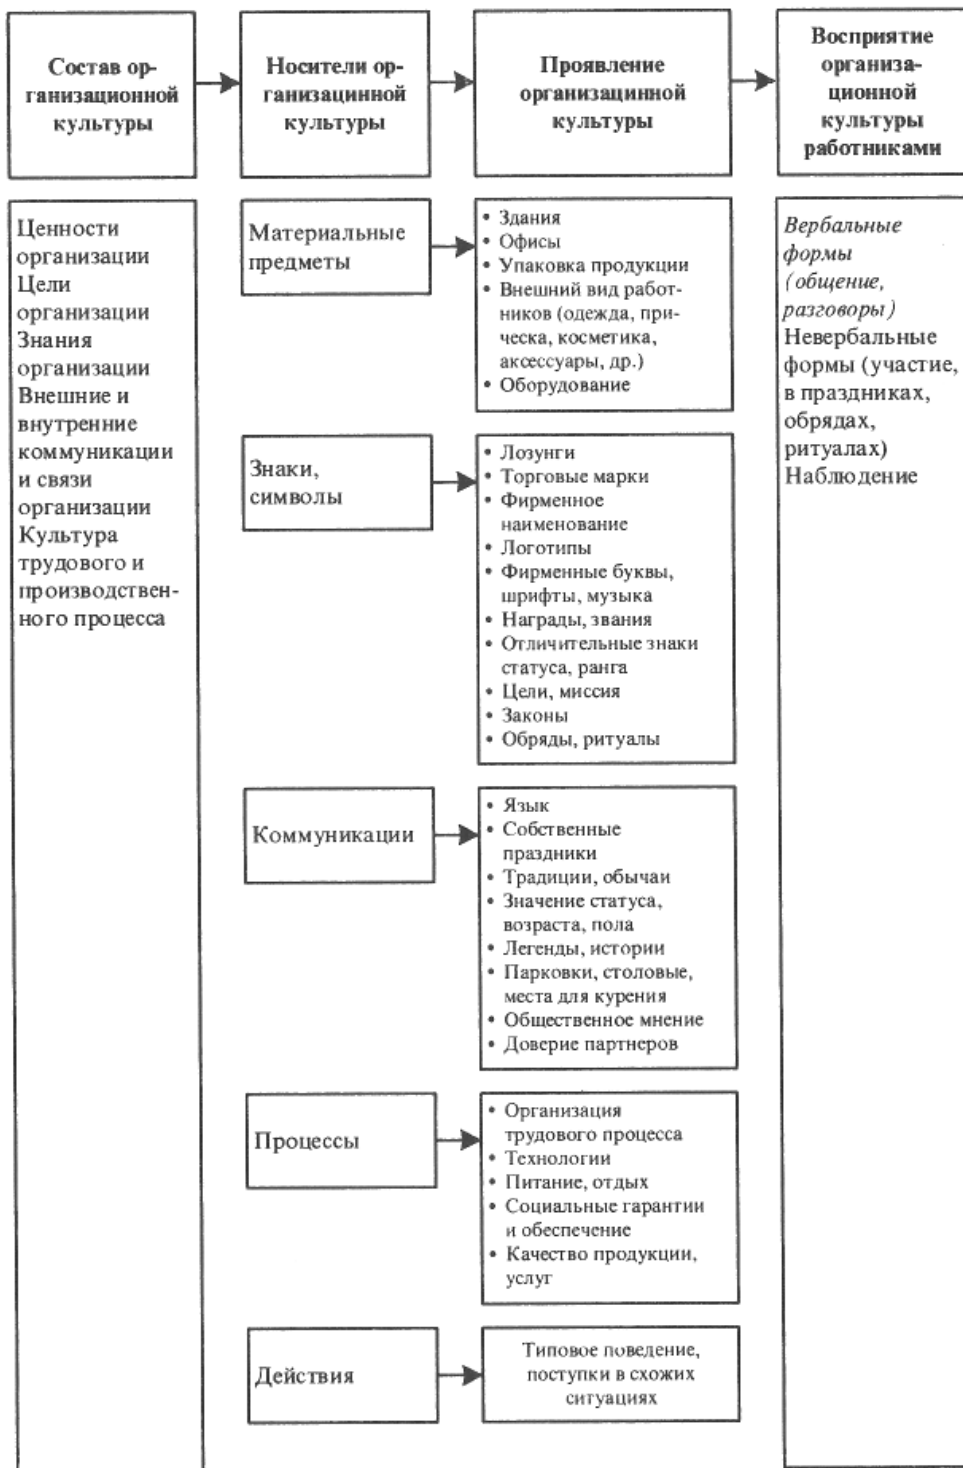 Состав ор-
ганизационной
культуры
Носители ор-
ганизацинной
культуры
Проявление
организацинной
культуры
Восприятие
организа-
ционной
культуры
работниками
Ценности
организации
Цели
организации
Знания
организации
Внешние и
внутренние
коммуникации
и связи
организации
Культура
трудового и
производствен-
ного процесса
Материальные
предметы
• Здания
• Офисы
• Упаковка продукции
• Внешний вид работ-
ников (одежда, при-
ческа, косметика,
аксессуары, др.)
• Оборудование
Знаки,
символы
• Лозунги
• Торговые марки
• Фирменное
наименование
• Логотипы
• Фирменные буквы,
шрифты, музыка
• Награды, звания
• Отличительные знаки
статуса, ранга
• Цели, миссия
• Законы
• Обряды, ритуалы
Коммуникации
• Язык
• Собственные
праздники
• Традиции, обычаи
• Значение статуса,
возраста, пола
• Легенды, истории
• Парковки, столовые,
места для курения
• Общественное мнение
• Доверие партнеров
Процессы
• Организация
трудового процесса
• Технологии
• Питание, отдых
• Социальные гарантии
и обеспечение
• Качество продукции,
услуг
Действия
Типовое поведение,
поступки в схожих
ситуациях
Вербальные
формы
(общение,
разговоры)
Невербальные
формы (участие,
в праздниках,
обрядах,
ритуалах)
Наблюдение